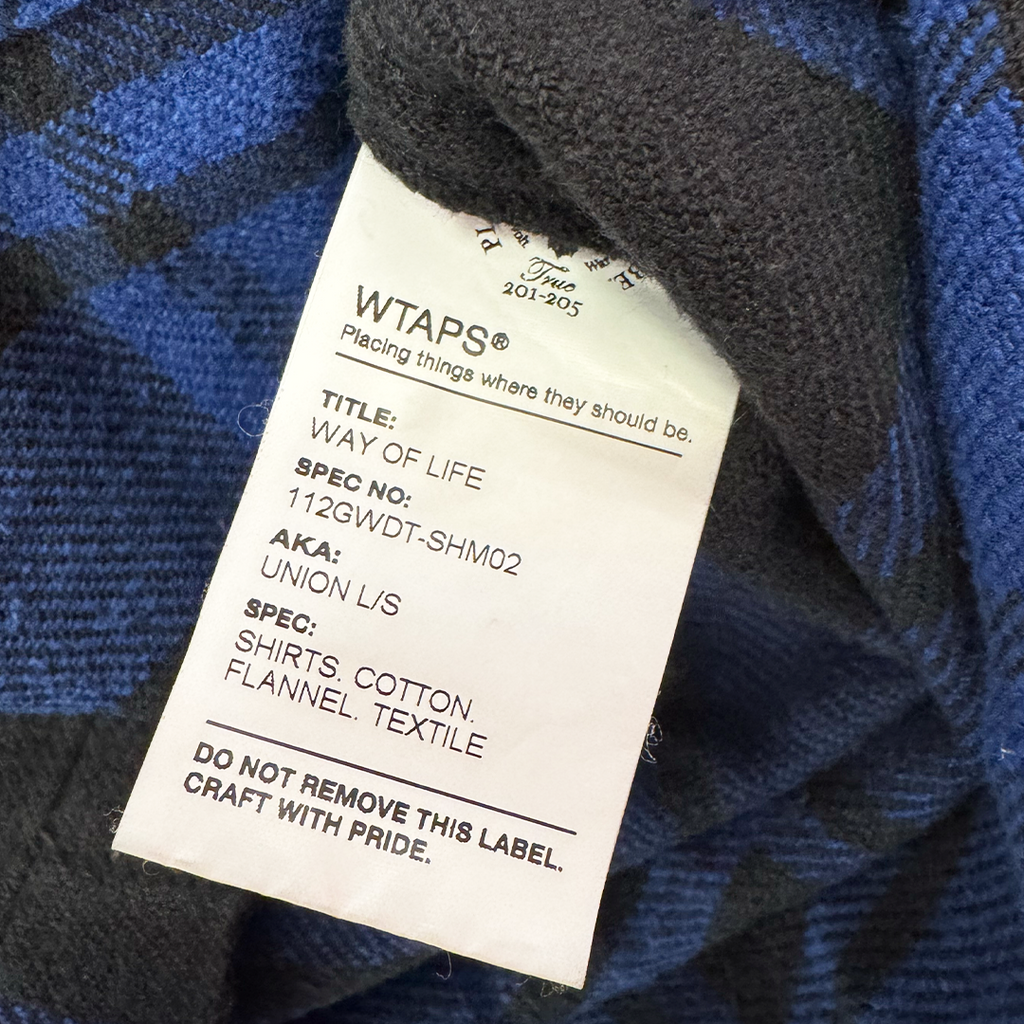 True
201-205
WTAPS®
Placing things where they should be.
TITLE:
WAY OF LIFE
SPEC NO:
112GWDT-SHM02
AKA:
UNION L/S
SPEC:
SHIRTS. COTTON.
FLANNEL. TEXTILE
DO NOT REMOVE THIS LABEL.
CRAFT WITH PRIDE.